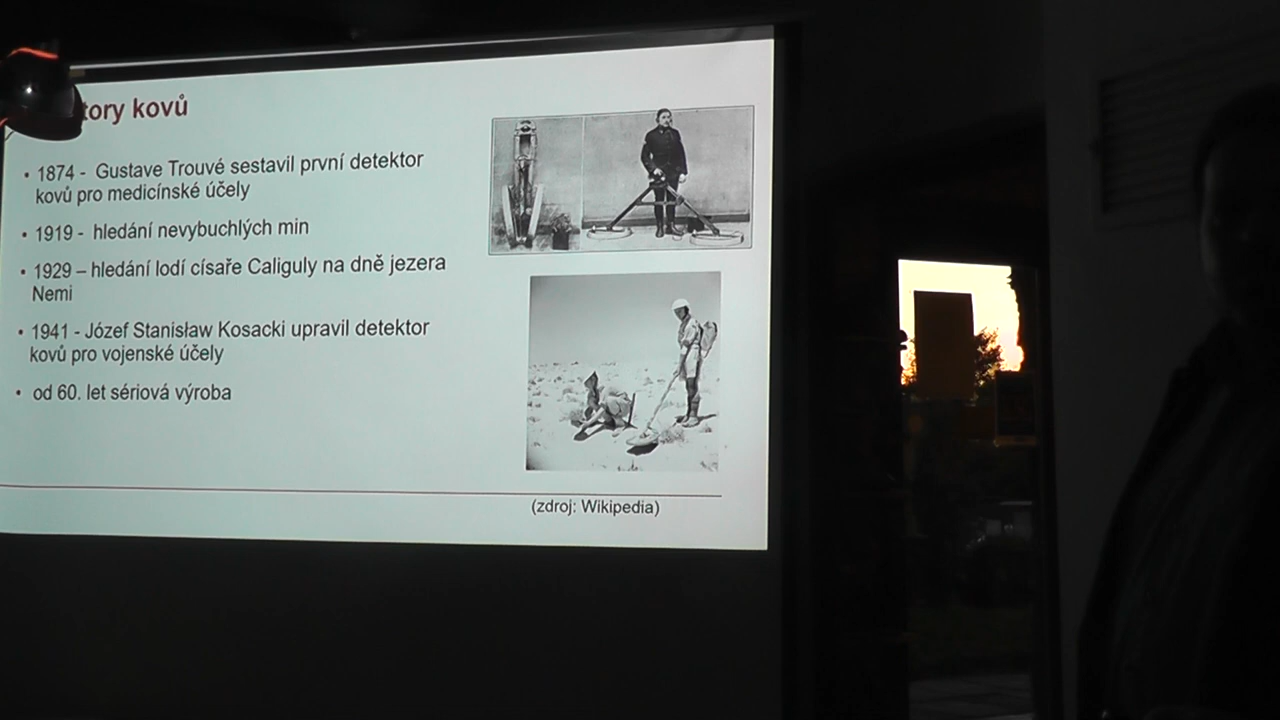 tory kovů
• 1874 - Gustave Trouvé sestavil první detektor
kovů pro medicínské účely
• 1919 - hledání nevybuchlých min
• 1929 – hledání lodí císaře Caliguly na dně jezera
Nemi
• 1941 - Józef Stanisław Kosacki upravil detektor
kovů pro vojenské účely
• od 60. let sériová výroba
(zdroj: Wikipedia)